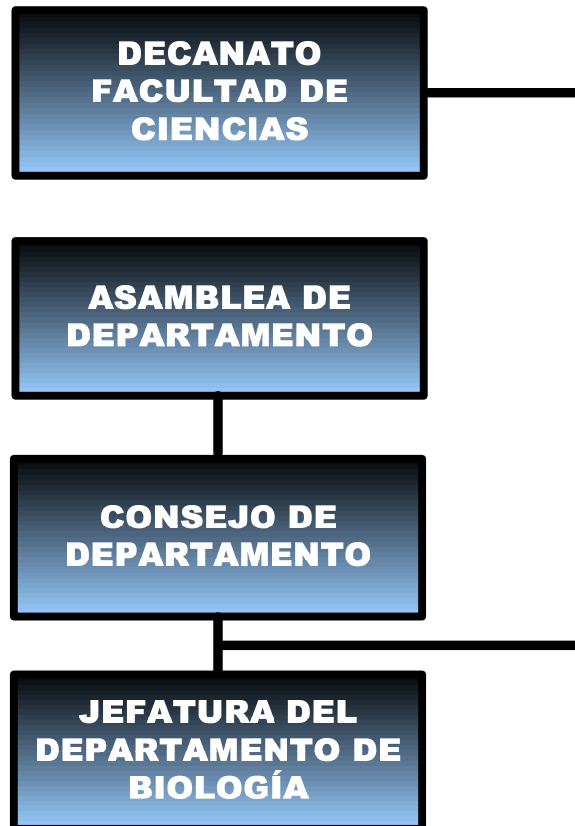 DECANATO
FACULTAD DE
CIENCIAS
ASAMBLEA DE
DEPARTAMENTO
CONSEJO DE
DEPARTAMENTO
JEFATURA DEL
DEPARTAMENTO DE
BIOLOGÍA